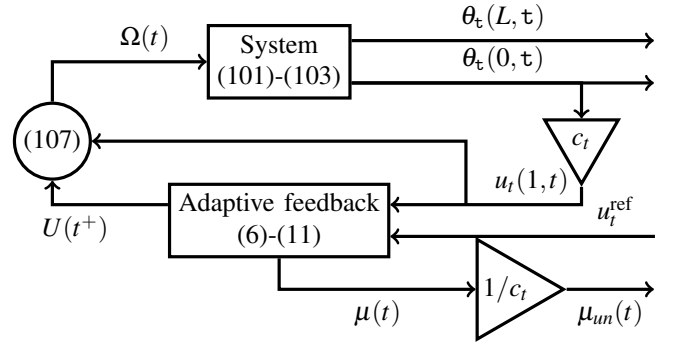 θ_t(L,t)
Ω(t)
System
(101)-(103)
θ_t(0,t)
(107)
c_t
u_t(1,t)
Adaptive feedback
(6)-(11)
u_t^ref
U(t⁺)
1/c_t
μ(t)
μ_un(t)